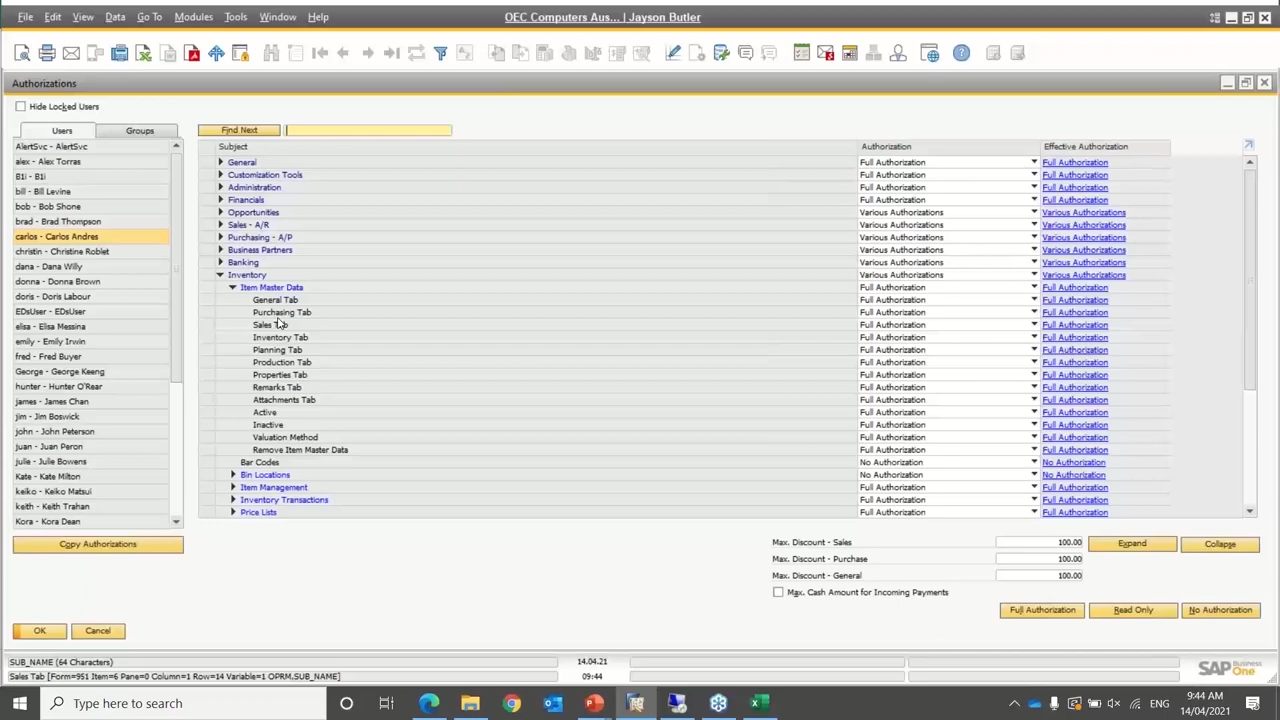 File Edit View Data Go To Modules Tools Window Help OEC Computers Aus... | Jayson Butler
Authorizations
Hide Locked Users
Users Groups Find Next
Subject Authorization Effective Authorization
AlertSvc - AlertSvc
alex - Alex Torras
B1i - B1i
bill - Bill Levine
bob - Bob Shone
brad - Brad Thompson
carlos - Carlos Andres
christin - Christine Roblet
dana - Dana Willy
donna - Donna Brown
doris - Doris Labour
EDsUser - EDsUser
elisa - Elisa Messina
emily - Emily Irwin
fred - Fred Buyer
George - George Keeng
hunter - Hunter O'Rear
james - James Chan
jim - Jim Boswick
john - John Peterson
juan - Juan Peron
julie - Julie Bowens
Kate - Kate Milton
keiko - Keiko Matsui
keith - Keith Trahan
Kora - Kora Dean
General Full Authorization Full Authorization
Customization Tools Full Authorization Full Authorization
Administration Full Authorization Full Authorization
Financials Full Authorization Full Authorization
Opportunities Various Authorizations Various Authorizations
Sales - A/R Various Authorizations Various Authorizations
Purchasing - A/P Various Authorizations Various Authorizations
Business Partners Various Authorizations Various Authorizations
Banking Various Authorizations Various Authorizations
Inventory Various Authorizations Various Authorizations
Item Master Data Full Authorization Full Authorization
General Tab Full Authorization Full Authorization
Purchasing Tab Full Authorization Full Authorization
Sales Tab Full Authorization Full Authorization
Inventory Tab Full Authorization Full Authorization
Planning Tab Full Authorization Full Authorization
Production Tab Full Authorization Full Authorization
Properties Tab Full Authorization Full Authorization
Remarks Tab Full Authorization Full Authorization
Attachments Tab Full Authorization Full Authorization
Active Full Authorization Full Authorization
Inactive Full Authorization Full Authorization
Valuation Method Full Authorization Full Authorization
Remove Item Master Data Full Authorization Full Authorization
Bar Codes No Authorization No Authorization
Bin Locations No Authorization No Authorization
Item Management Full Authorization Full Authorization
Inventory Transactions Full Authorization Full Authorization
Price Lists Full Authorization Full Authorization
Copy Authorizations
Max. Discount - Sales 100.00 Expand Collapse
Max. Discount - Purchase 100.00
Max. Discount - General 100.00
Max. Cash Amount for Incoming Payments
Full Authorization Read Only No Authorization
OK Cancel
SUB_NAME (64 Characters) 14.04.21
Sales Tab [Form=951 Item=6 Pane=0 Column=1 Row=14 Variable=1 OPRM.SUB_NAME] 09:44
SAP Business One
Type here to search
9:44 AM
14/04/2021